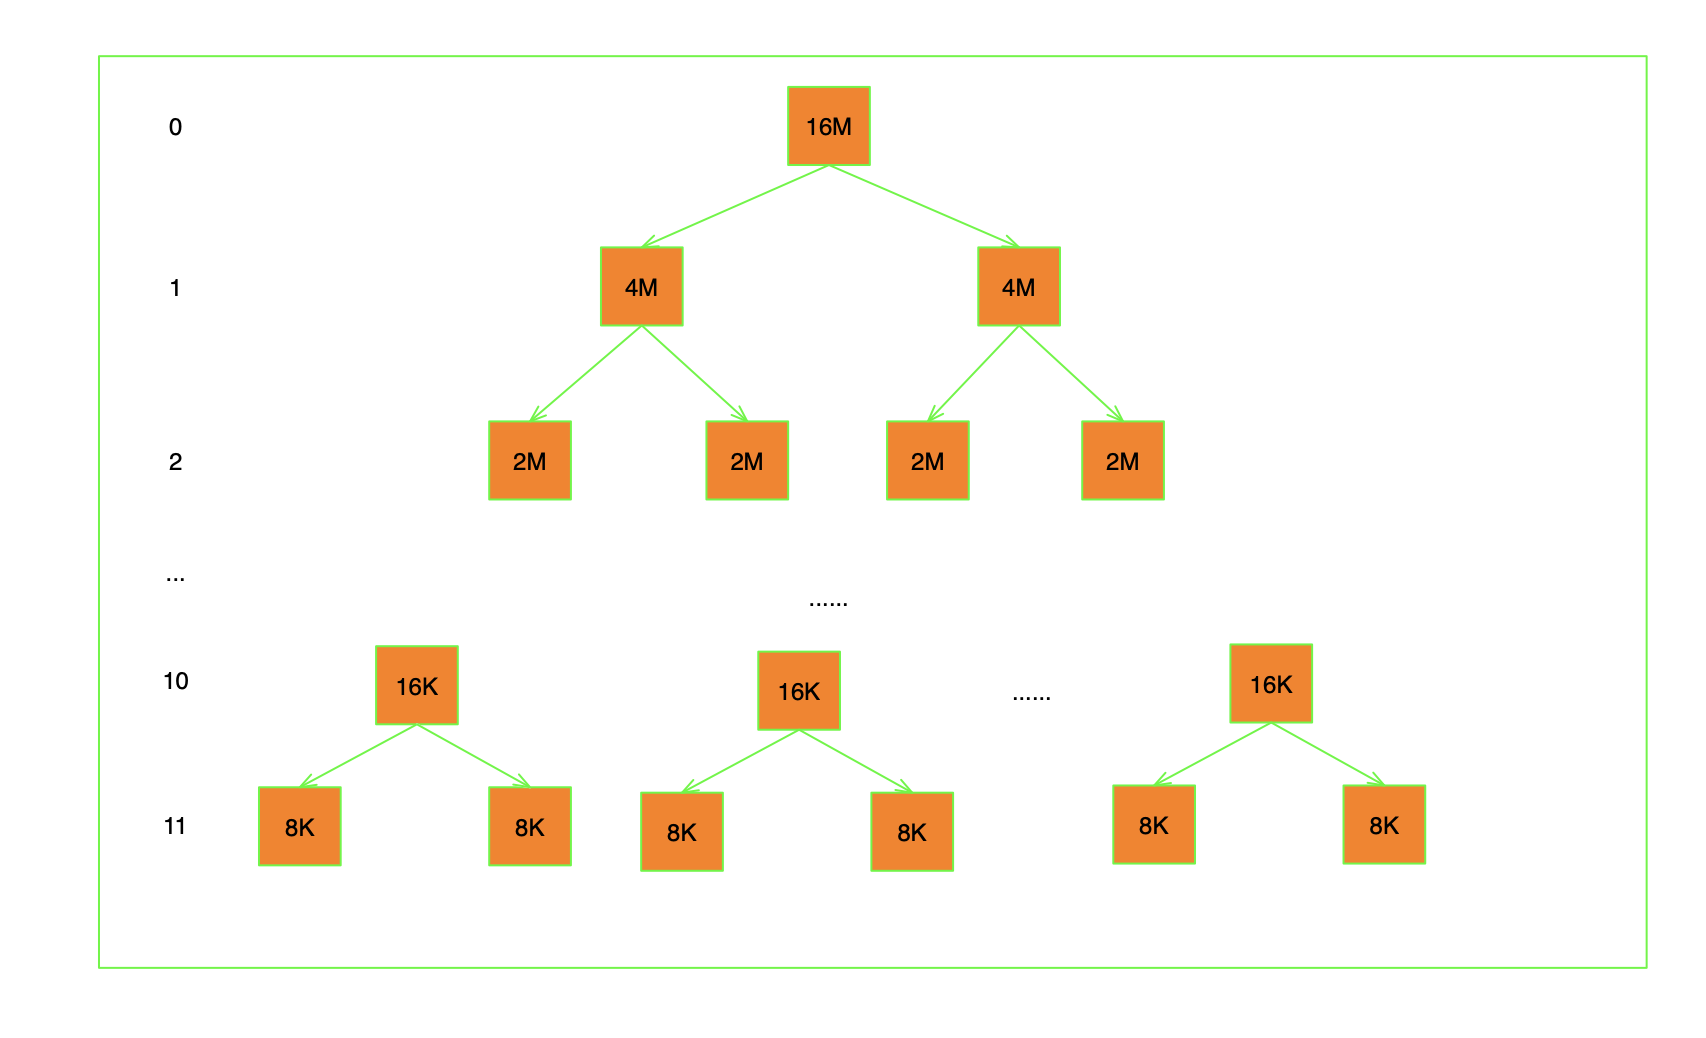 0 16M
1 4M 4M
2 2M 2M 2M 2M
...
......
10 16K 16K ...... 16K
11 8K 8K 8K 8K 8K 8K